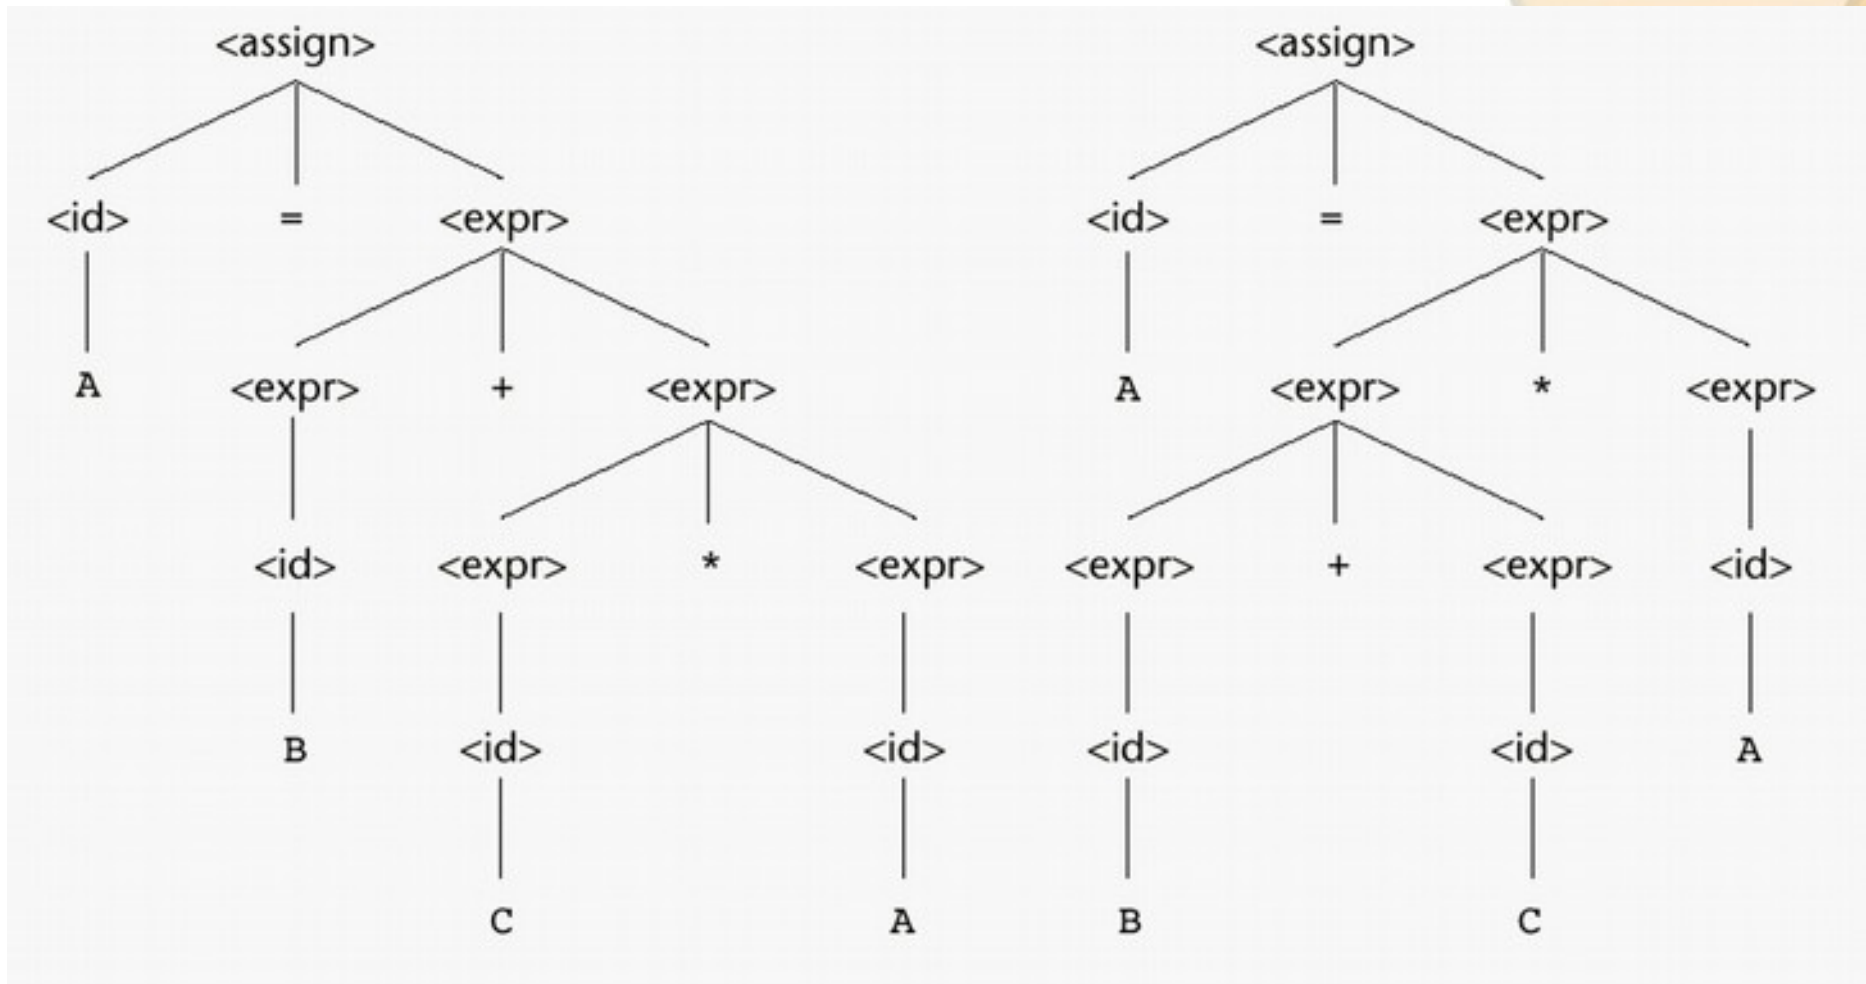 <assign> <assign>
<id> = <expr> <id> = <expr>
A <expr> + <expr> A <expr> * <expr>
<id> <expr> * <expr> <expr> + <expr> <id>
B <id> <id> <id> <id> A
C A B C